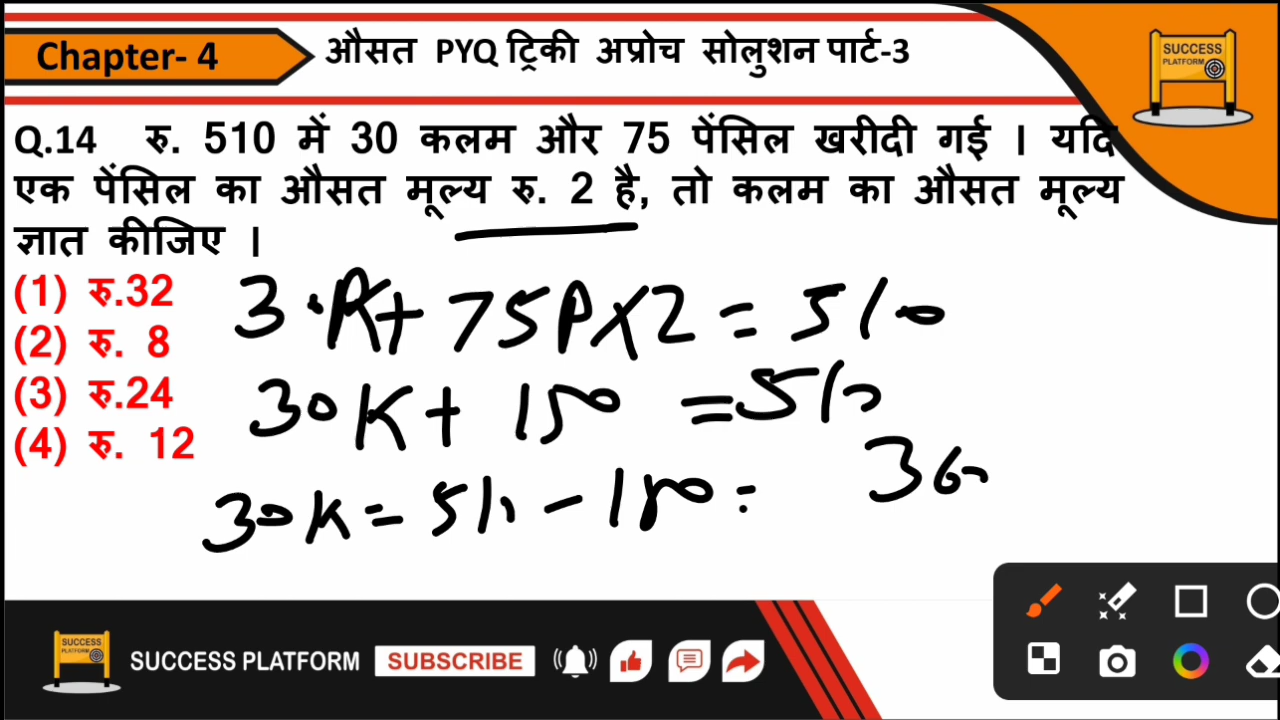 Chapter- 4
औसत PYQ ट्रिकी अप्रोच सोलुशन पार्ट-3
SUCCESS
PLATFORM
Q.14 रु. 510 में 30 कलम और 75 पेंसिल खरीदी गई । यदि
एक पेंसिल का औसत मूल्य रु. 2 है, तो कलम का औसत मूल्य
ज्ञात कीजिए ।
(1) रु.32
(2) रु. 8
(3) रु.24
(4) रु. 12
30K+ 75P×2 = 510
30K+ 150 = 510
30K = 510 - 150 = 360
SUCCESS
PLATFORM
SUCCESS PLATFORM
SUBSCRIBE